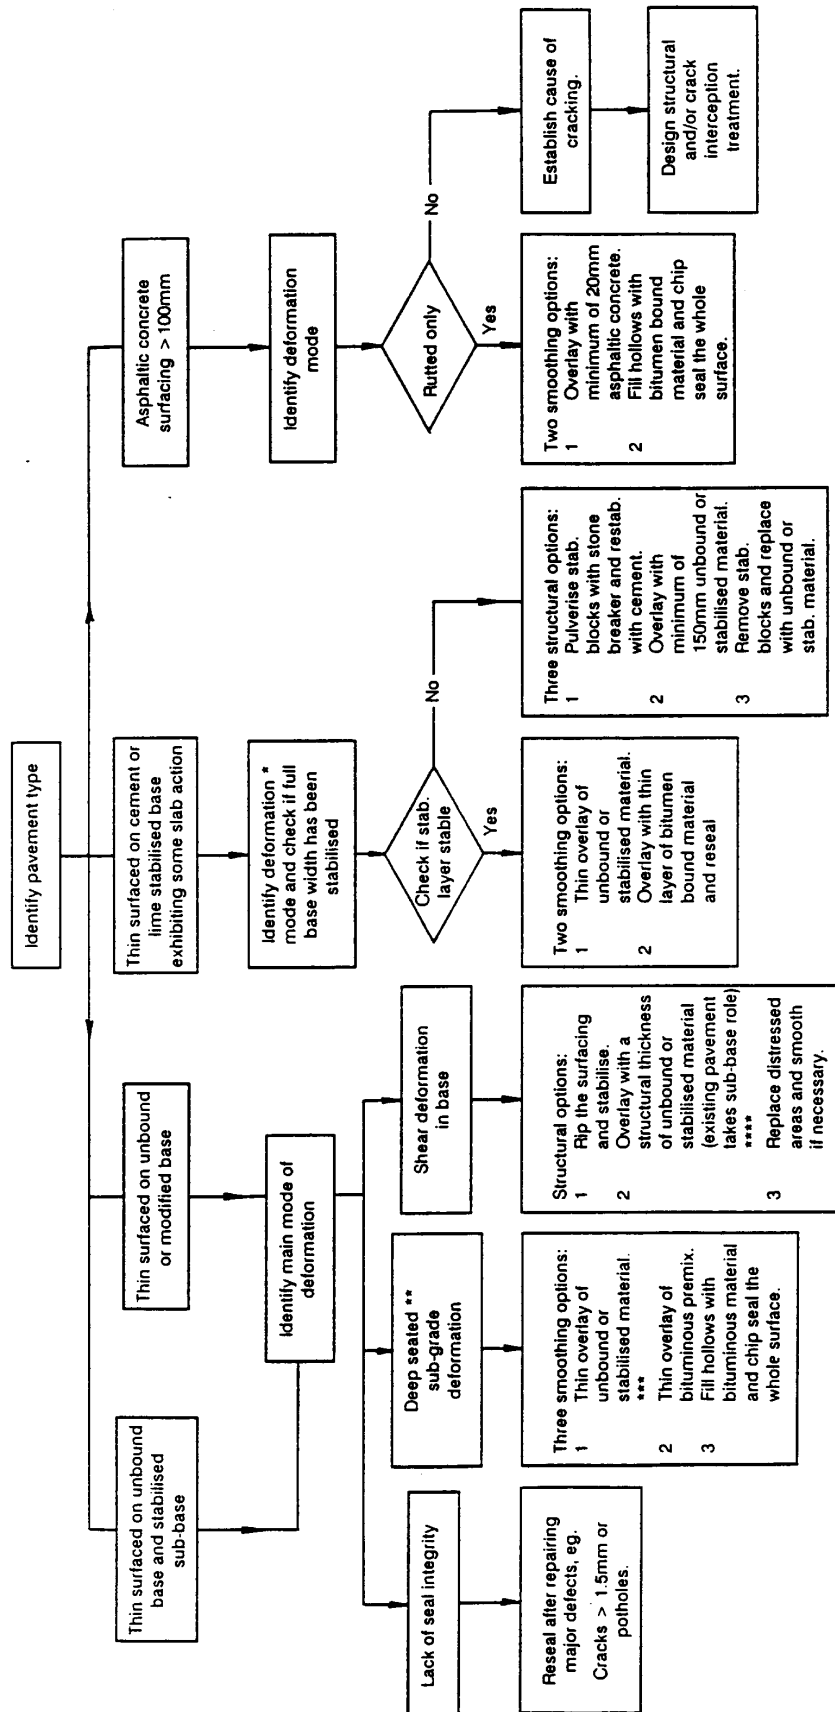 Identify pavement type
Thin surfaced on unbound
base and stabilised
sub-base
Thin surfaced on unbound
or modified base
Thin surfaced on cement or
lime stabilised base
exhibiting some slab action
Asphaltic concrete
surfacing > 100mm
Identify main mode of
deformation
Identify deformation *
mode and check if full
base width has been
stabilised
Identify deformation
mode
Lack of seal integrity
Deep seated **
sub-grade
deformation
Shear deformation
in base
Check if stab.
layer stable
No
Yes
Rutted only
No
Yes
Reseal after repairing
major defects, eg.
Cracks > 1.5mm or
potholes.
Three smoothing options:
1 Thin overlay of
unbound or
stabilised material.
***
2 Thin overlay of
bituminous premix.
3 Fill hollows with
bituminous material
and chip seal the
whole surface.
Structural options:
1 Rip the surfacing
and stabilise.
2 Overlay with a
structural thickness
of unbound or
stabilised material
(existing pavement
takes sub-base role)
****
3 Replace distressed
areas and smooth
if necessary.
Two smoothing options:
1 Thin overlay of
unbound or
stabilised material.
2 Overlay with thin
layer of bitumen
bound material
and reseal
Three structural options:
1 Pulverise stab.
blocks with stone
breaker and restab.
with cement.
2 Overlay with
minimum of
150mm unbound or
stabilised material.
3 Remove stab.
blocks and replace
with unbound or
stab. material.
Two smoothing options:
1 Overlay with
minimum of 20mm
asphaltic concrete.
2 Fill hollows with
bitumen bound
material and chip
seal the whole
surface.
Establish cause of
cracking.
Design structural
and/or crack
interception
treatment.